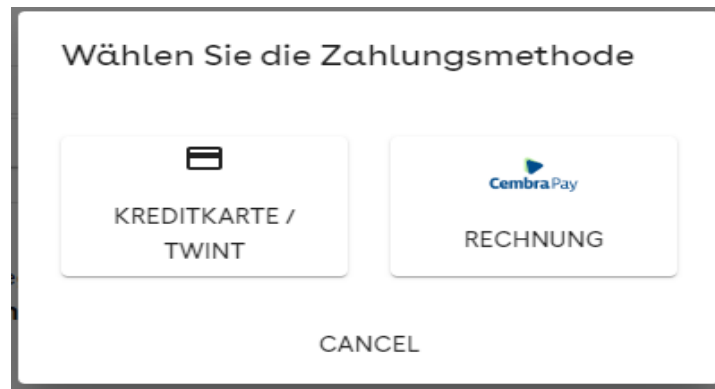 Wählen Sie die Zahlungsmethode
KREDITKARTE /
TWINT
CembraPay
RECHNUNG
CANCEL